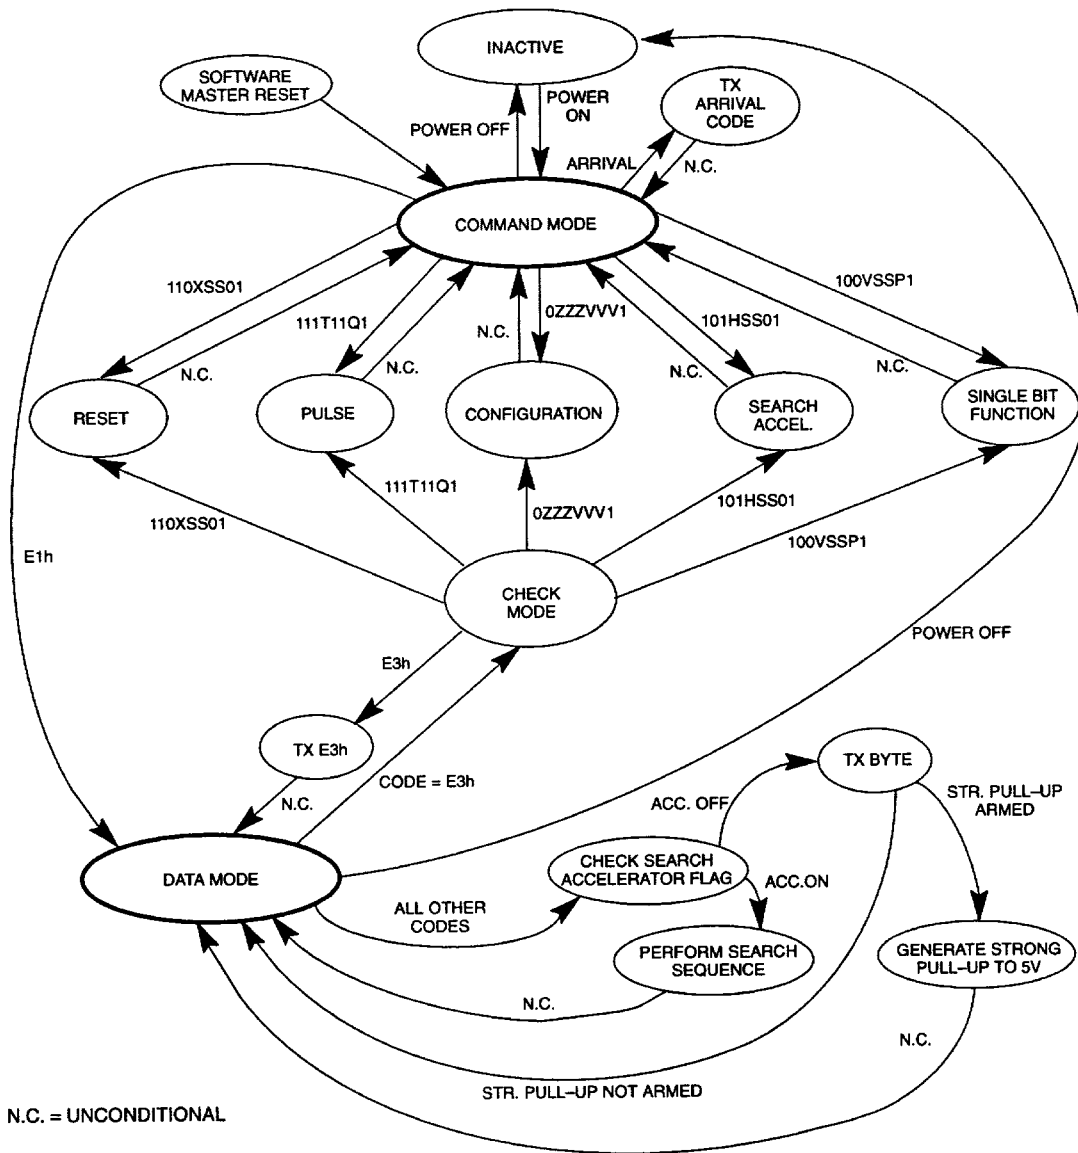 INACTIVE
SOFTWARE
MASTER RESET
TX
ARRIVAL
CODE
POWER
ON
POWER OFF
ARRIVAL
N.C.
COMMAND MODE
110XSS01
111T11Q1
N.C.
0ZZZVVV1
101HSS01
100VSSP1
N.C.
N.C.
N.C.
N.C.
RESET
PULSE
CONFIGURATION
SEARCH
ACCEL.
SINGLE BIT
FUNCTION
110XSS01
111T11Q1
0ZZZVVV1
101HSS01
100VSSP1
E1h
CHECK
MODE
POWER OFF
E3h
TX E3h
N.C.
CODE = E3h
TX BYTE
ACC. OFF
STR. PULL–UP
ARMED
DATA MODE
CHECK SEARCH
ACCELERATOR FLAG
ACC.ON
ALL OTHER
CODES
PERFORM SEARCH
SEQUENCE
GENERATE STRONG
PULL–UP TO 5V
N.C.
N.C.
STR. PULL–UP NOT ARMED
N.C. = UNCONDITIONAL